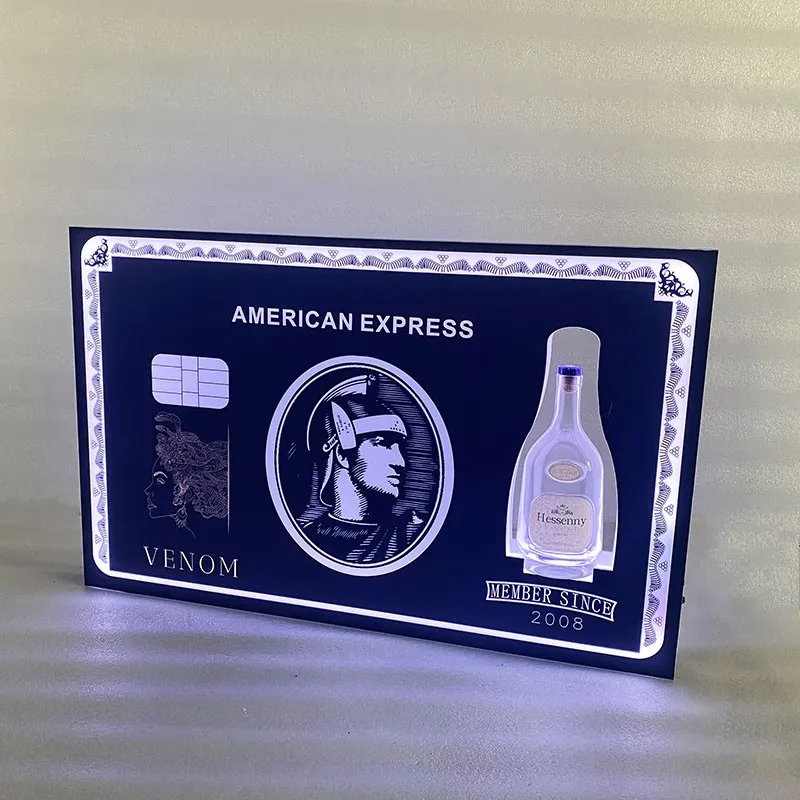 AMERICAN EXPRESS
VENOM
Hessenny
MEMBER SINCE
2008